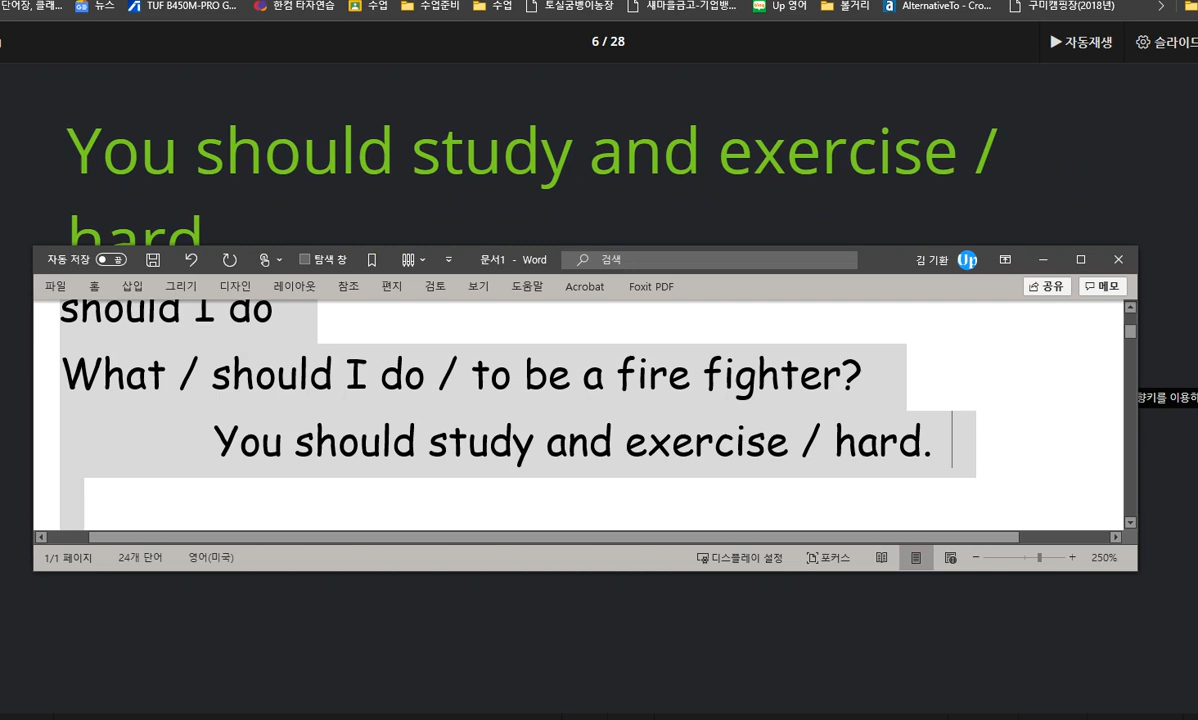 단어장, 클래... 뉴스 TUF B450M-PRO G... 한컴 타자연습 수업 수업준비 수업 토실굼벵이농장 새마을금고-기업뱅... Up 영어 볼거리 AlternativeTo - Cro... 구미캠핑장(2018년)
6 / 28
자동재생
슬라이드
You should study and exercise /
hard
자동 저장 끔 탐색 창 문서1 - Word 검색 김 기환 Up
파일 홈 삽입 그리기 디자인 레이아웃 참조 편지 검토 보기 도움말 Acrobat Foxit PDF 공유 메모
should I do
What / should I do / to be a fire fighter?
향키를 이용하
You should study and exercise / hard.
1/1 페이지 24개 단어 영어(미국) 디스플레이 설정 포커스 250%